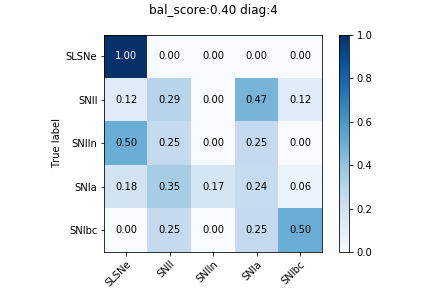 bal_score:0.40 diag:4
SLSNe 1.00 0.00 0.00 0.00 0.00
SNII 0.12 0.29 0.00 0.47 0.12
SNIIn 0.50 0.25 0.00 0.25 0.00
SNIa 0.18 0.35 0.17 0.24 0.06
SNIbc 0.00 0.25 0.00 0.25 0.50
True label
SLSNe SNII SNIIn SNIa SNIbc
1.0
0.8
0.6
0.4
0.2
0.0